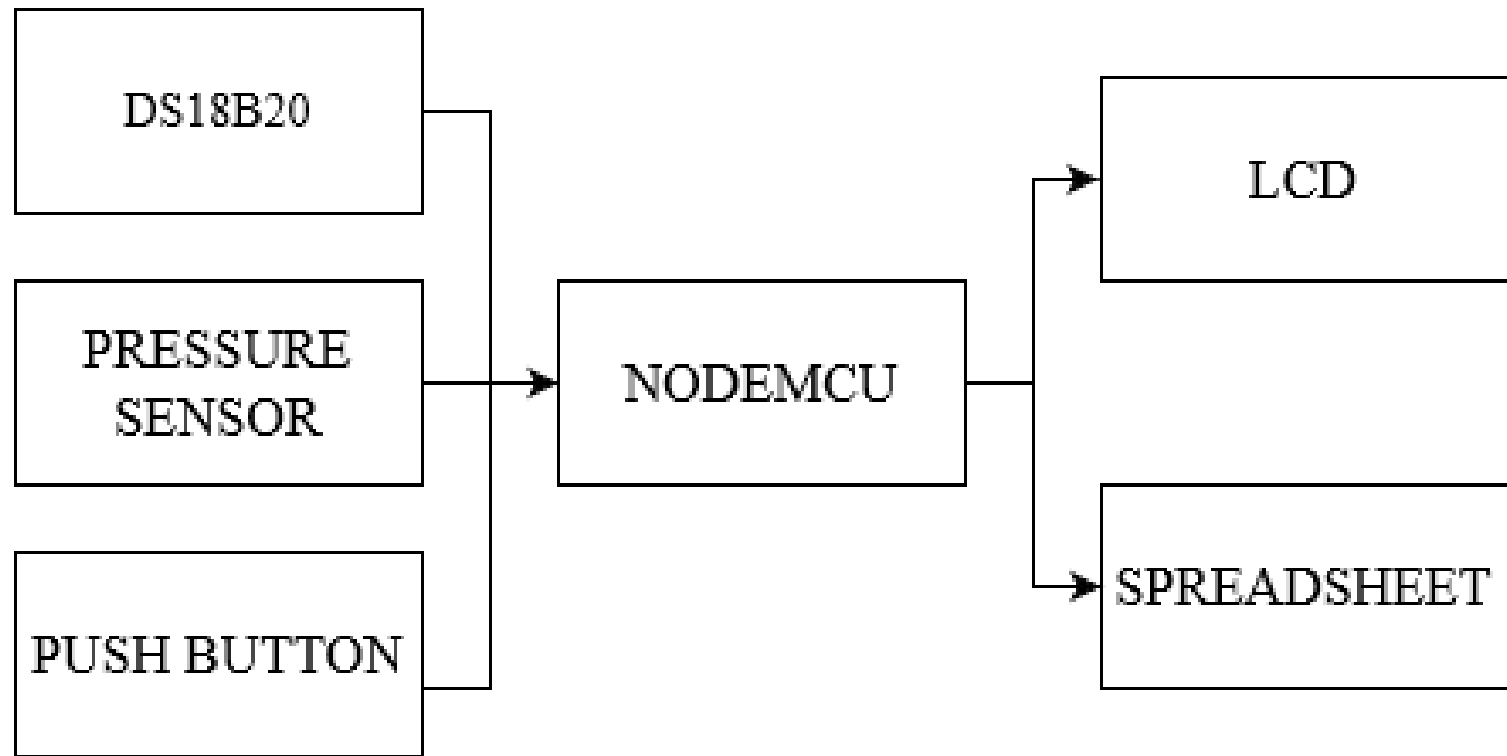 DS18B20
PRESSURE
SENSOR
PUSH BUTTON
NODEMCU
LCD
SPREADSHEET